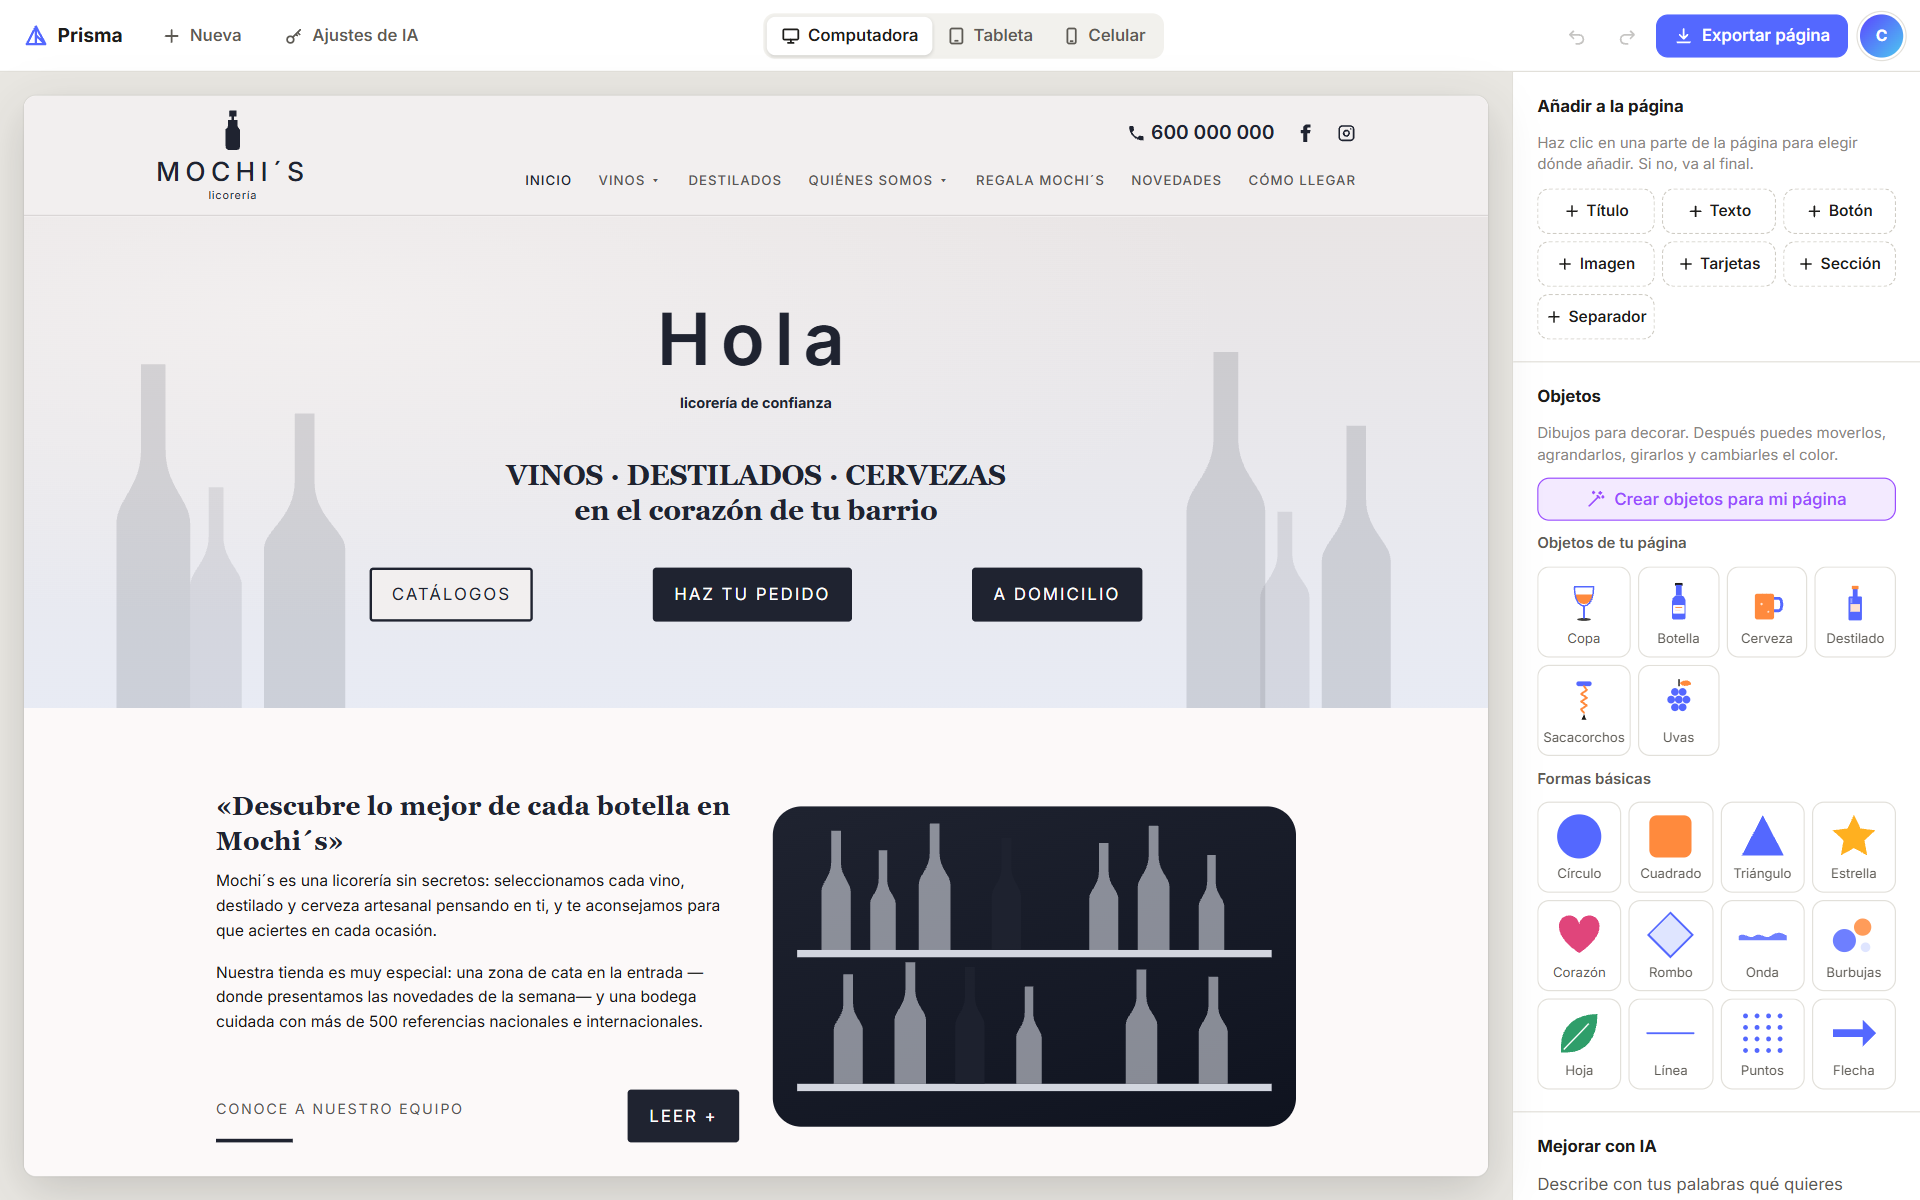 Prisma
Nueva
Ajustes de IA
Computadora
Tableta
Celular
Exportar página
C
MOCHI´S
licorería
600 000 000
INICIO
VINOS
DESTILADOS
QUIÉNES SOMOS
REGALA MOCHI´S
NOVEDADES
CÓMO LLEGAR
Hola
licorería de confianza
VINOS · DESTILADOS · CERVEZAS
en el corazón de tu barrio
CATÁLOGOS
HAZ TU PEDIDO
A DOMICILIO
«Descubre lo mejor de cada botella en
Mochi´s»
Mochi´s es una licorería sin secretos: seleccionamos cada vino,
destilado y cerveza artesanal pensando en ti, y te aconsejamos para
que aciertes en cada ocasión.
Nuestra tienda es muy especial: una zona de cata en la entrada —
donde presentamos las novedades de la semana— y una bodega
cuidada con más de 500 referencias nacionales e internacionales.
CONOCE A NUESTRO EQUIPO
LEER +
Añadir a la página
Haz clic en una parte de la página para elegir
dónde añadir. Si no, va al final.
+ Título
+ Texto
+ Botón
+ Imagen
+ Tarjetas
+ Sección
+ Separador
Objetos
Dibujos para decorar. Después puedes moverlos,
agrandarlos, girarlos y cambiarles el color.
Crear objetos para mi página
Objetos de tu página
Copa
Botella
Cerveza
Destilado
Sacacorchos
Uvas
Formas básicas
Círculo
Cuadrado
Triángulo
Estrella
Corazón
Rombo
Onda
Burbujas
Hoja
Línea
Puntos
Flecha
Mejorar con IA
Describe con tus palabras qué quieres